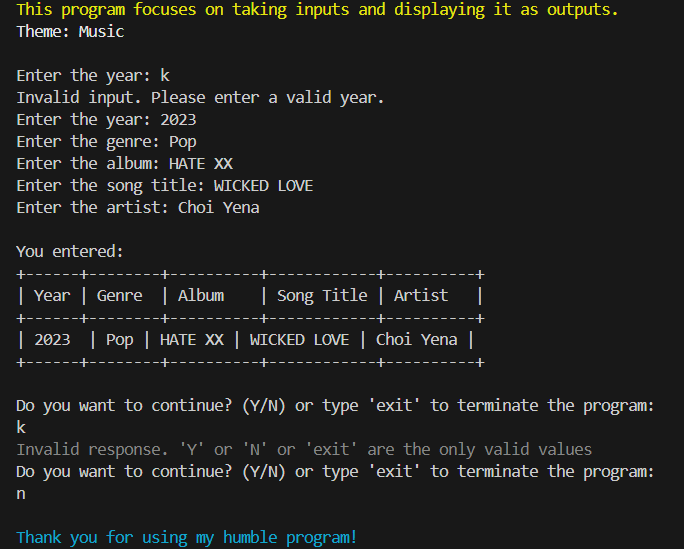 This program focuses on taking inputs and displaying it as outputs.
Theme: Music

Enter the year: k
Invalid input. Please enter a valid year.
Enter the year: 2023
Enter the genre: Pop
Enter the album: HATE XX
Enter the song title: WICKED LOVE
Enter the artist: Choi Yena

You entered:
+------+--------+----------+------------+----------+
| Year | Genre  | Album    | Song Title | Artist   |
+------+--------+----------+------------+----------+
| 2023  | Pop | HATE XX | WICKED LOVE | Choi Yena |
+------+--------+----------+------------+----------+

Do you want to continue? (Y/N) or type 'exit' to terminate the program:
k
Invalid response. 'Y' or 'N' or 'exit' are the only valid values
Do you want to continue? (Y/N) or type 'exit' to terminate the program:
n

Thank you for using my humble program!